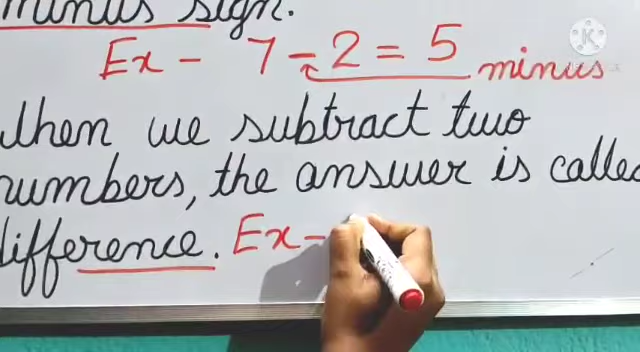 minus sign.
Ex - 7 - 2 = 5 minus
when we subtract two
numbers, the answer is called
difference. Ex -